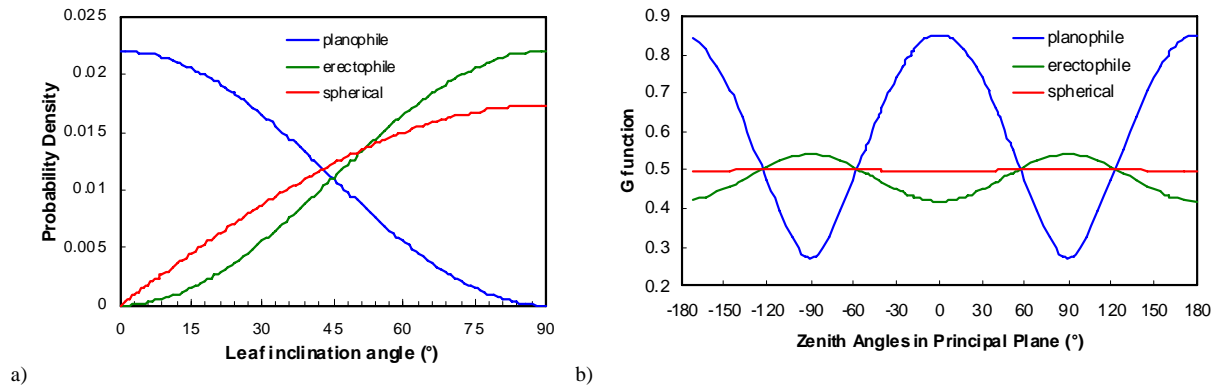 0.025
0.02
0.015
0.01
0.005
0
Probability Density
planophile
erectophile
spherical
0 15 30 45 60 75 90
Leaf inclination angle (°)
a)
0.9
0.8
0.7
0.6
0.5
0.4
0.3
0.2
G function
planophile
erectophile
spherical
-180 -150 -120 -90 -60 -30 0 30 60 90 120 150 180
Zenith Angles in Principal Plane (°)
b)